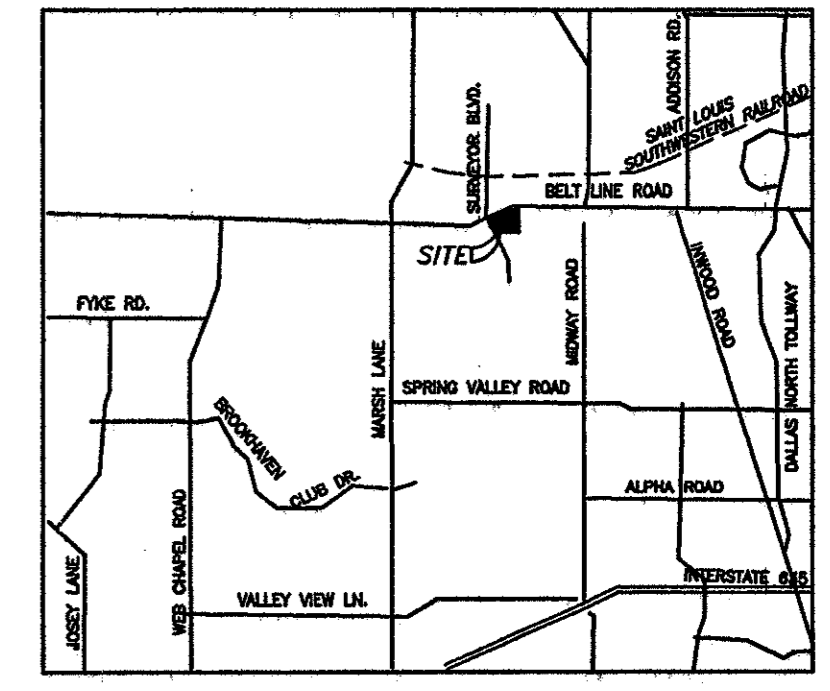 ADDISON RD.
SAINT LOUIS
SOUTHWESTERN RAILROAD
SURVEYOR BLVD.
BELT LINE ROAD
SITE
FYKE RD.
MIDWAY ROAD
INWOOD ROAD
DALLAS NORTH TOLLWAY
MARSH LANE
SPRING VALLEY ROAD
BROOKHAVEN
CLUB DR.
ALPHA ROAD
WEB CHAPEL ROAD
JOSEY LANE
VALLEY VIEW LN.
INTERSTATE 635